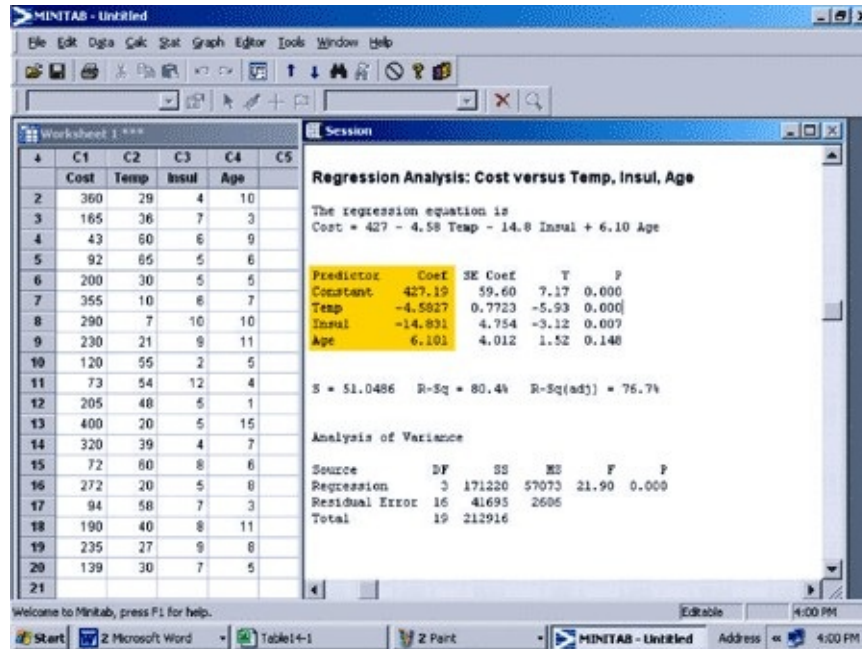 MINITAB - Untitled
File Edit Data Calc Stat Graph Editor Tools Window Help
Worksheet 1 ***
↓ C1 C2 C3 C4 C5
Cost Temp Insul Age
2 360 29 4 10
3 165 36 7 3
4 43 60 6 9
5 92 65 5 6
6 200 30 5 5
7 355 10 6 7
8 290 7 10 10
9 230 21 9 11
10 120 55 2 5
11 73 54 12 4
12 205 48 5 1
13 400 20 5 15
14 320 39 4 7
15 72 60 8 6
16 272 20 5 8
17 94 58 7 3
18 190 40 8 11
19 235 27 9 8
20 139 30 7 5
21
Session
Regression Analysis: Cost versus Temp, Insul, Age
The regression equation is
Cost = 427 - 4.58 Temp - 14.8 Insul + 6.10 Age
Predictor Coef SE Coef T P
Constant 427.19 59.60 7.17 0.000
Temp -4.5827 0.7723 -5.93 0.000
Insul -14.831 4.754 -3.12 0.007
Age 6.101 4.012 1.52 0.148
S = 51.0486 R-Sq = 80.4% R-Sq(adj) = 76.7%
Analysis of Variance
Source DF SS MS F P
Regression 3 171220 57073 21.90 0.000
Residual Error 16 41695 2606
Total 19 212916
Welcome to Minitab, press F1 for help.
Editable 4:00 PM
Start 2 Microsoft Word Table14-1 2 Paint MINITAB - Untitled Address « 4:00 PM